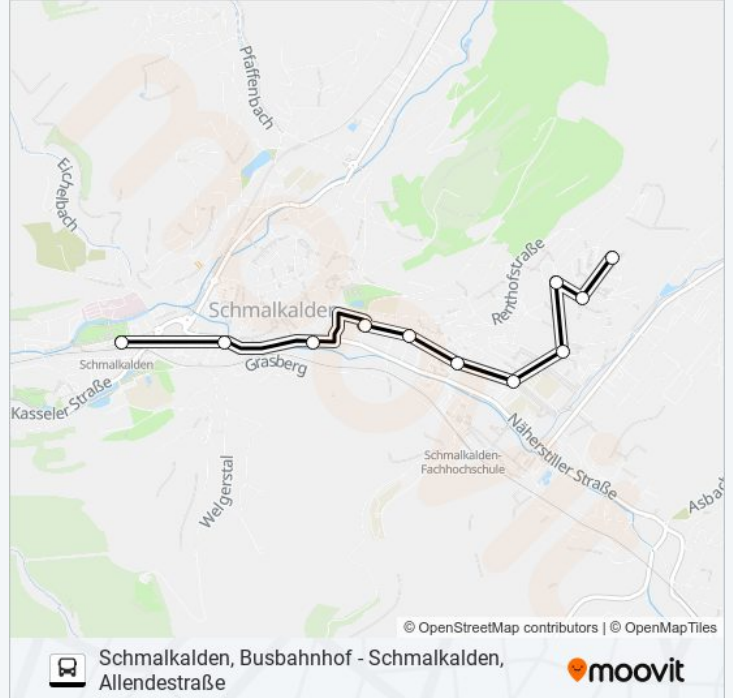 Pfaffenbach
Eichelbach
Renthofstraße
Schmalkalden
Schmalkalden
Grasberg
Kasseler Straße
Näherstiller Straße
Schmalkalden-
Fachhochschule
Welgerstal
Asbach
© OpenStreetMap contributors | © OpenMapTiles
Schmalkalden, Busbahnhof - Schmalkalden,
Allendestraße
moovit